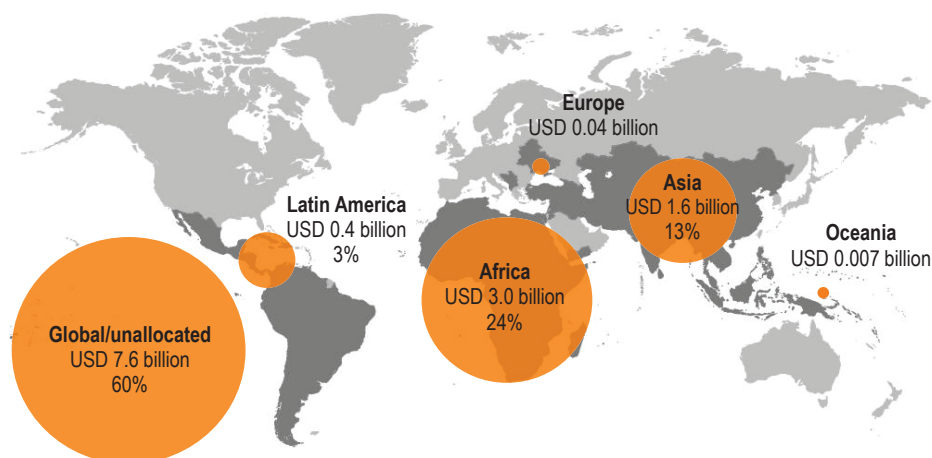 Europe
USD 0.04 billion
Asia
USD 1.6 billion
13%
Latin America
USD 0.4 billion
3%
Oceania
USD 0.007 billion
Africa
USD 3.0 billion
24%
Global/unallocated
USD 7.6 billion
60%